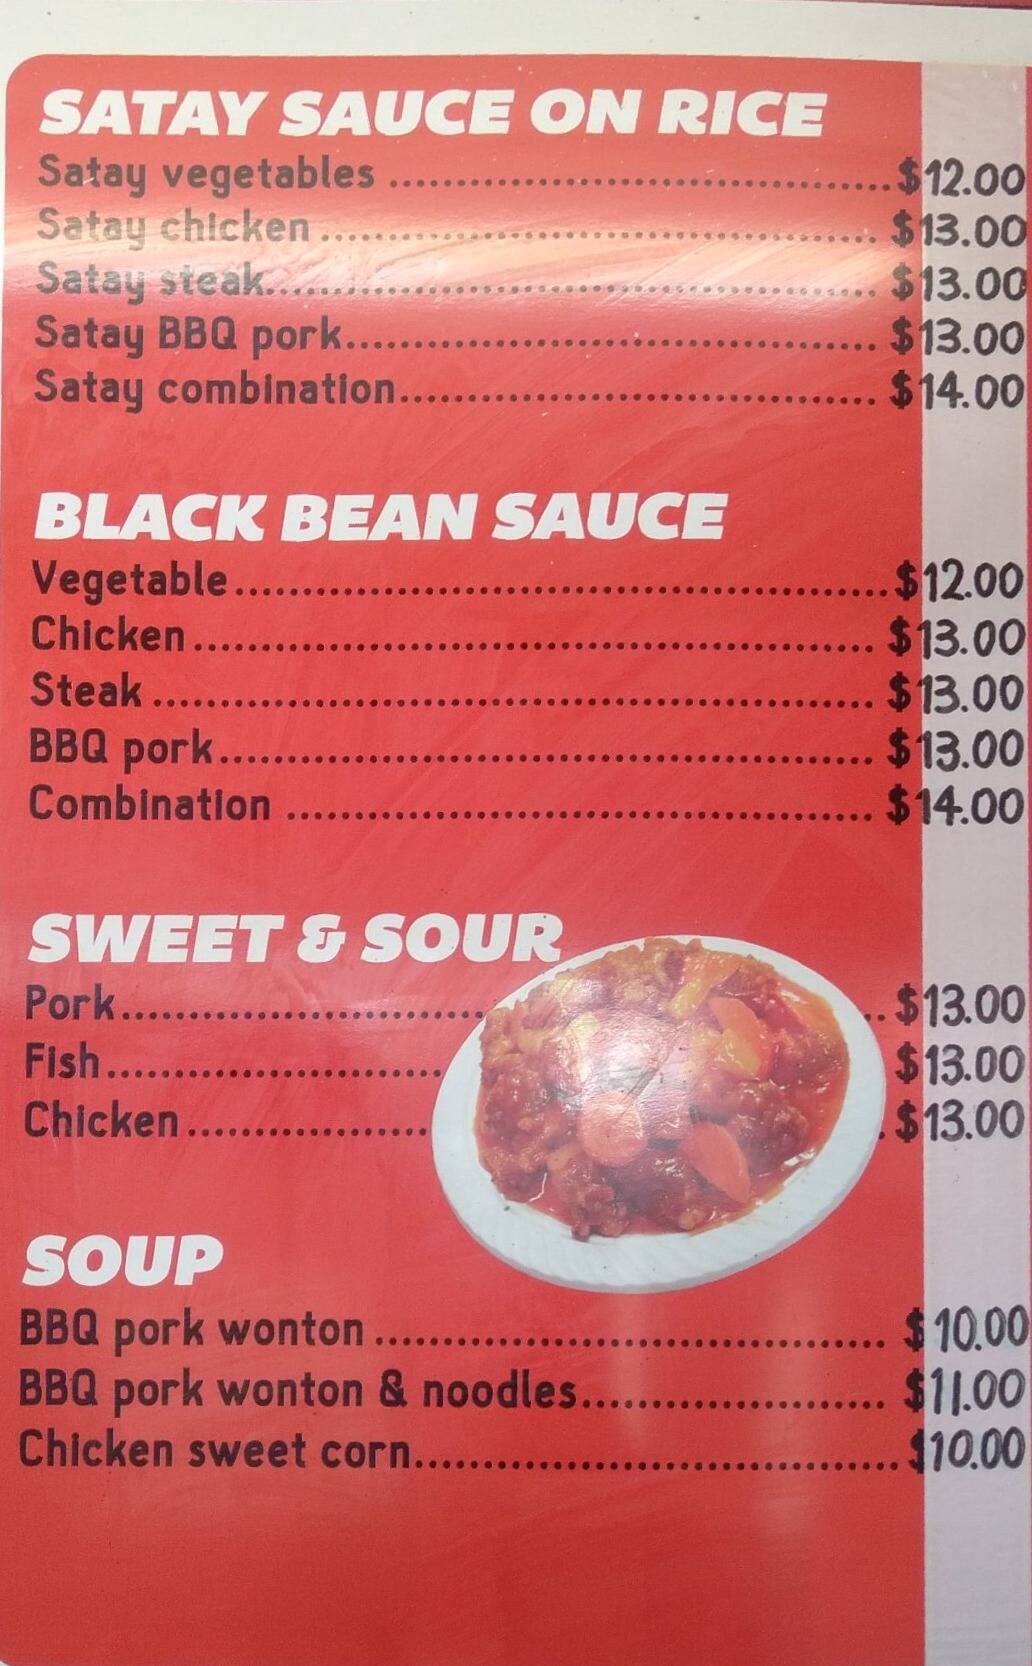 SATAY SAUCE ON RICE
Satay vegetables ........................................ $12.00
Satay chicken ........................................ $13.00
Satay steak........................................ $13.00
Satay BBQ pork........................................ $13.00
Satay combination........................................ $14.00
BLACK BEAN SAUCE
Vegetable........................................ $12.00
Chicken ........................................ $13.00
Steak ........................................ $13.00
BBQ pork........................................ $13.00
Combination ........................................ $14.00
SWEET & SOUR
Pork........................................ $13.00
Fish........................................ $13.00
Chicken ........................................ $13.00
SOUP
BBQ pork wonton ........................................ $10.00
BBQ pork wonton & noodles........................ $11.00
Chicken sweet corn........................................ $10.00